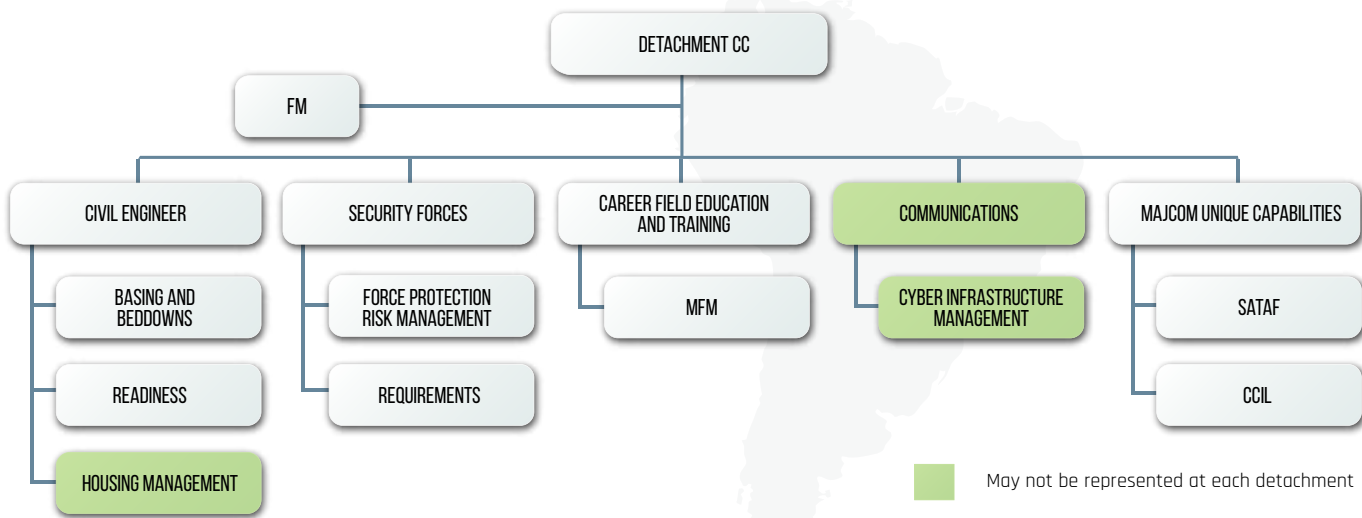 DETACHMENT CC
FM
CIVIL ENGINEER
SECURITY FORCES
CAREER FIELD EDUCATION
AND TRAINING
COMMUNICATIONS
MAJCOM UNIQUE CAPABILITIES
BASING AND
BEDDOWNS
FORCE PROTECTION
RISK MANAGEMENT
MFM
CYBER INFRASTRUCTURE
MANAGEMENT
SATAF
READINESS
REQUIREMENTS
CCIL
HOUSING MANAGEMENT
May not be represented at each detachment